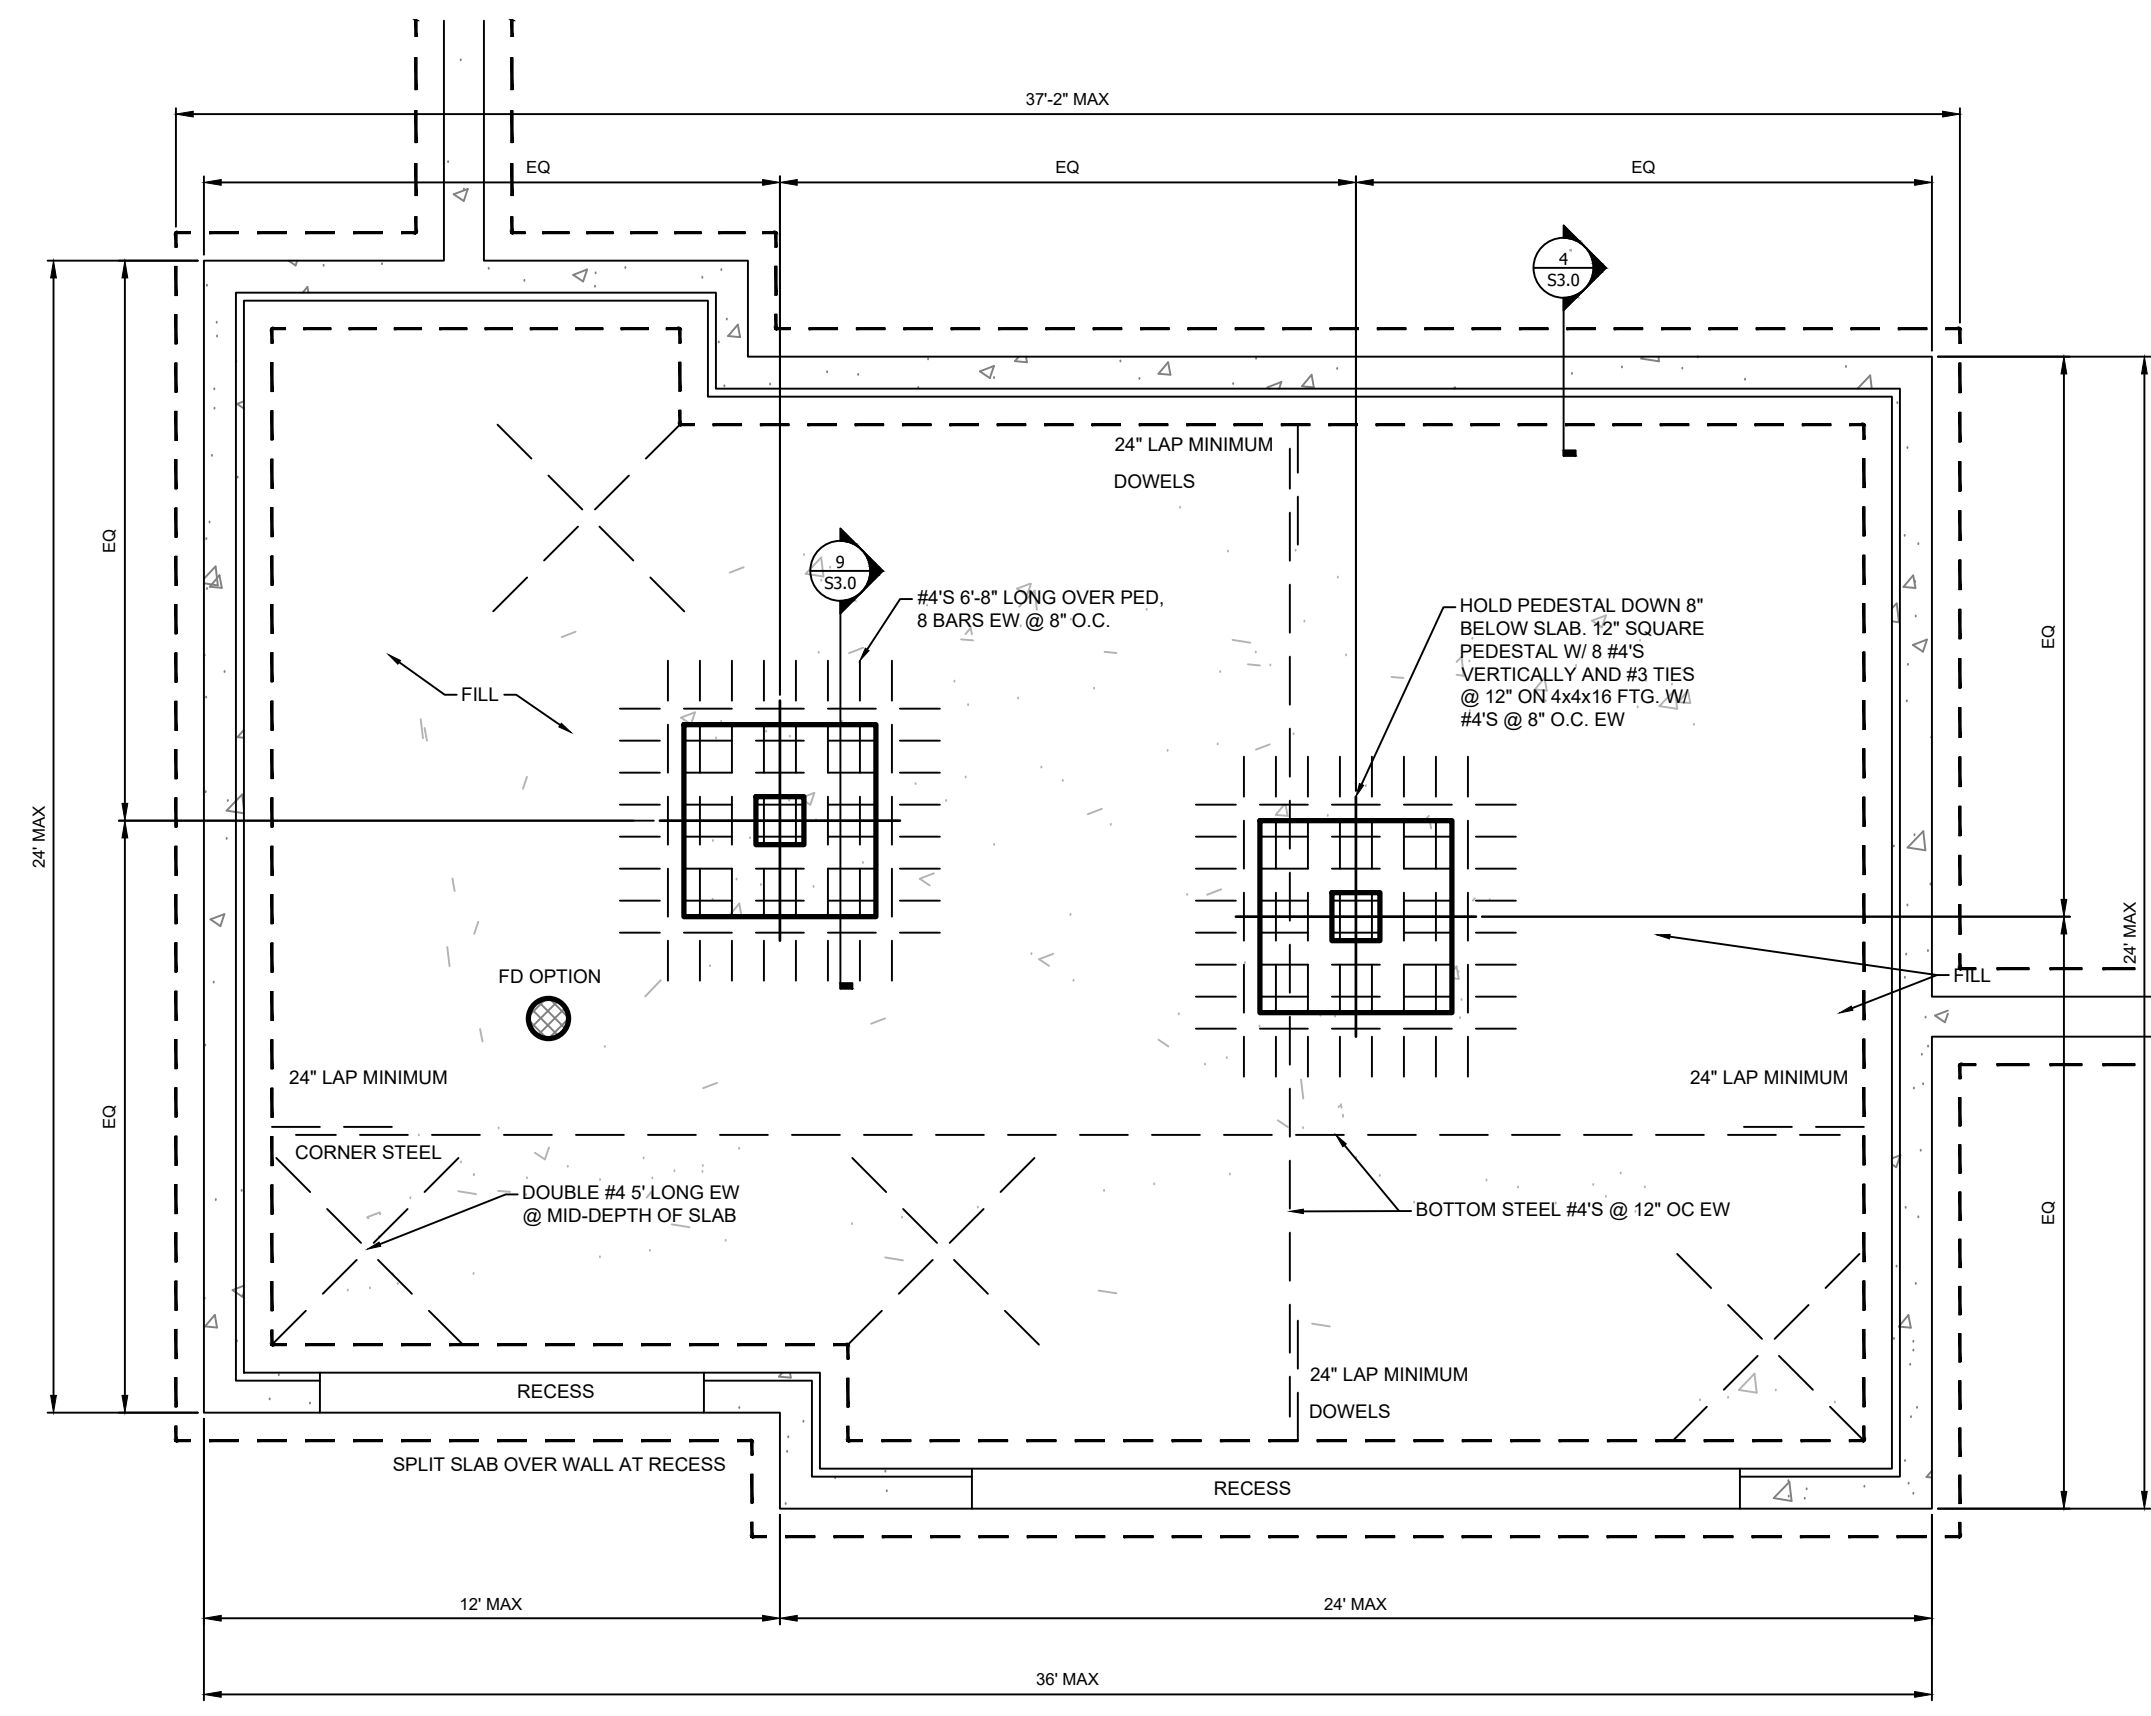 37'-2" MAX
EQ
EQ
EQ
4
S3.0
24" LAP MINIMUM
DOWELS
EQ
9
S3.0
#4'S 6'-8" LONG OVER PED,
8 BARS EW @ 8" O.C.
HOLD PEDESTAL DOWN 8"
BELOW SLAB. 12" SQUARE
PEDESTAL W/ 8 #4'S
VERTICALLY AND #3 TIES
@ 12" ON 4x4x16 FTG. W/
#4'S @ 8" O.C. EW
EQ
FILL
24' MAX
24' MAX
FD OPTION
FILL
24" LAP MINIMUM
24" LAP MINIMUM
EQ
CORNER STEEL
DOUBLE #4 5' LONG EW
@ MID-DEPTH OF SLAB
BOTTOM STEEL #4'S @ 12" OC EW
EQ
24" LAP MINIMUM
DOWELS
RECESS
SPLIT SLAB OVER WALL AT RECESS
RECESS
12' MAX
24' MAX
36' MAX